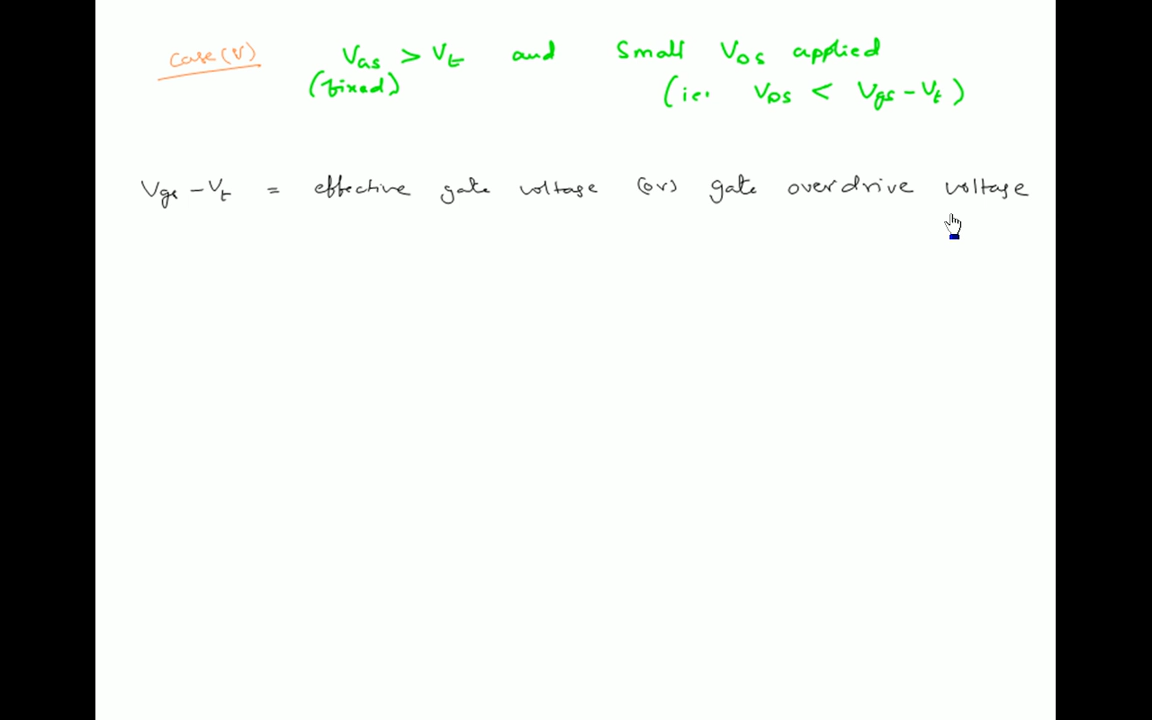 Case (V) VGS > Vt and Small VDS applied
(fixed) (ie. VDS < Vgs - Vt)
Vgs - Vt = effective gate voltage (or) gate overdrive voltage